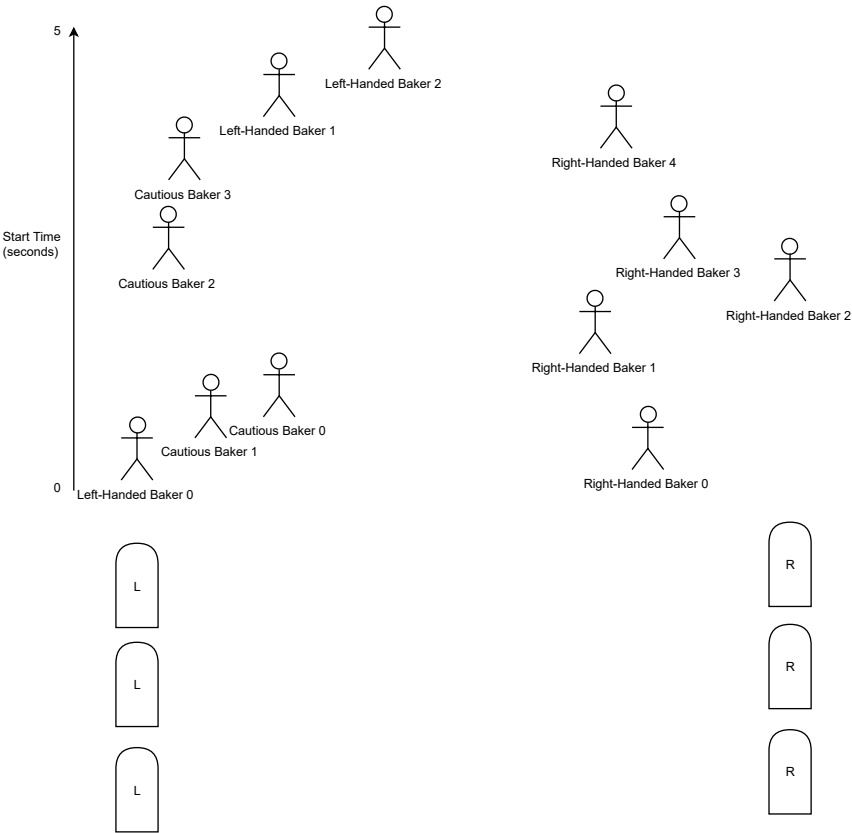 5
Left-Handed Baker 2
Left-Handed Baker 1
Right-Handed Baker 4
Cautious Baker 3
Start Time
(seconds)
Right-Handed Baker 3
Cautious Baker 2
Right-Handed Baker 2
Right-Handed Baker 1
Cautious Baker 0
Cautious Baker 1
Right-Handed Baker 0
0
Left-Handed Baker 0
R
L
R
L
R
L